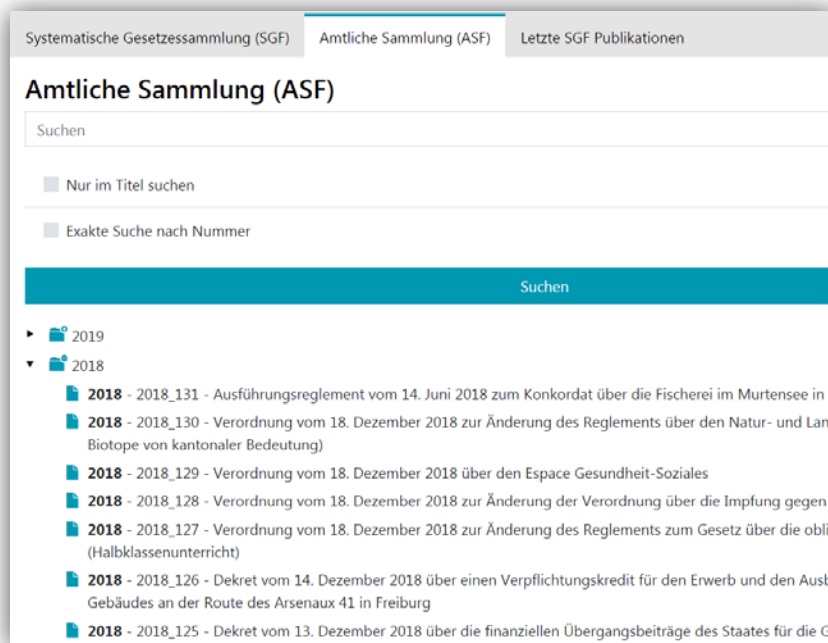 Systematische Gesetzessammlung (SGF) Amtliche Sammlung (ASF) Letzte SGF Publikationen
Amtliche Sammlung (ASF)
Suchen
Nur im Titel suchen
Exakte Suche nach Nummer
Suchen
2019
2018
2018 - 2018_131 - Ausführungsreglement vom 14. Juni 2018 zum Konkordat über die Fischerei im Murtensee in
2018 - 2018_130 - Verordnung vom 18. Dezember 2018 zur Änderung des Reglements über den Natur- und Lan
Biotope von kantonaler Bedeutung)
2018 - 2018_129 - Verordnung vom 18. Dezember 2018 über den Espace Gesundheit-Soziales
2018 - 2018_128 - Verordnung vom 18. Dezember 2018 zur Änderung der Verordnung über die Impfung gegen
2018 - 2018_127 - Verordnung vom 18. Dezember 2018 zur Änderung des Reglements zum Gesetz über die obli
(Halbklassenunterricht)
2018 - 2018_126 - Dekret vom 14. Dezember 2018 über einen Verpflichtungskredit für den Erwerb und den Ausb
Gebäudes an der Route des Arsenaux 41 in Freiburg
2018 - 2018_125 - Dekret vom 13. Dezember 2018 über die finanziellen Übergangsbeiträge des Staates für die G